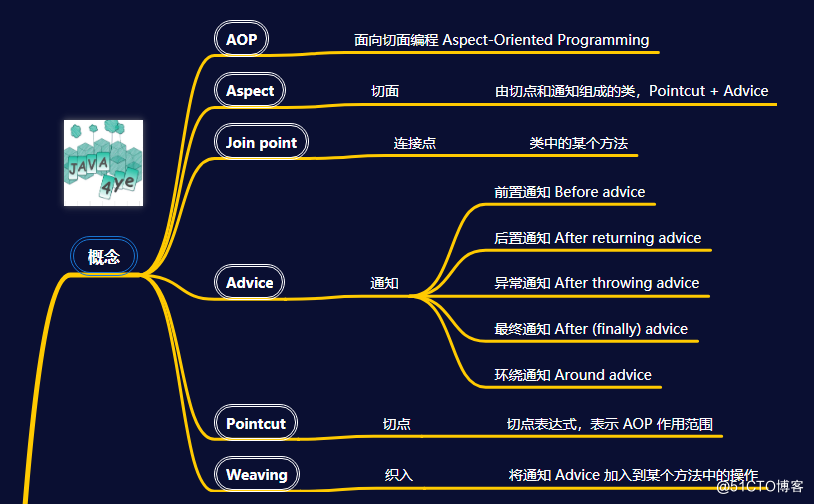 AOP
面向切面编程 Aspect-Oriented Programming
Aspect
切面
由切点和通知组成的类，Pointcut + Advice
Join point
连接点
类中的某个方法
JAVA
4ye
概念
Advice
通知
前置通知 Before advice
后置通知 After returning advice
异常通知 After throwing advice
最终通知 After (finally) advice
环绕通知 Around advice
Pointcut
切点
切点表达式，表示 AOP 作用范围
Weaving
织入
将通知 Advice 加入到某个方法中的操作
@51CTO博客